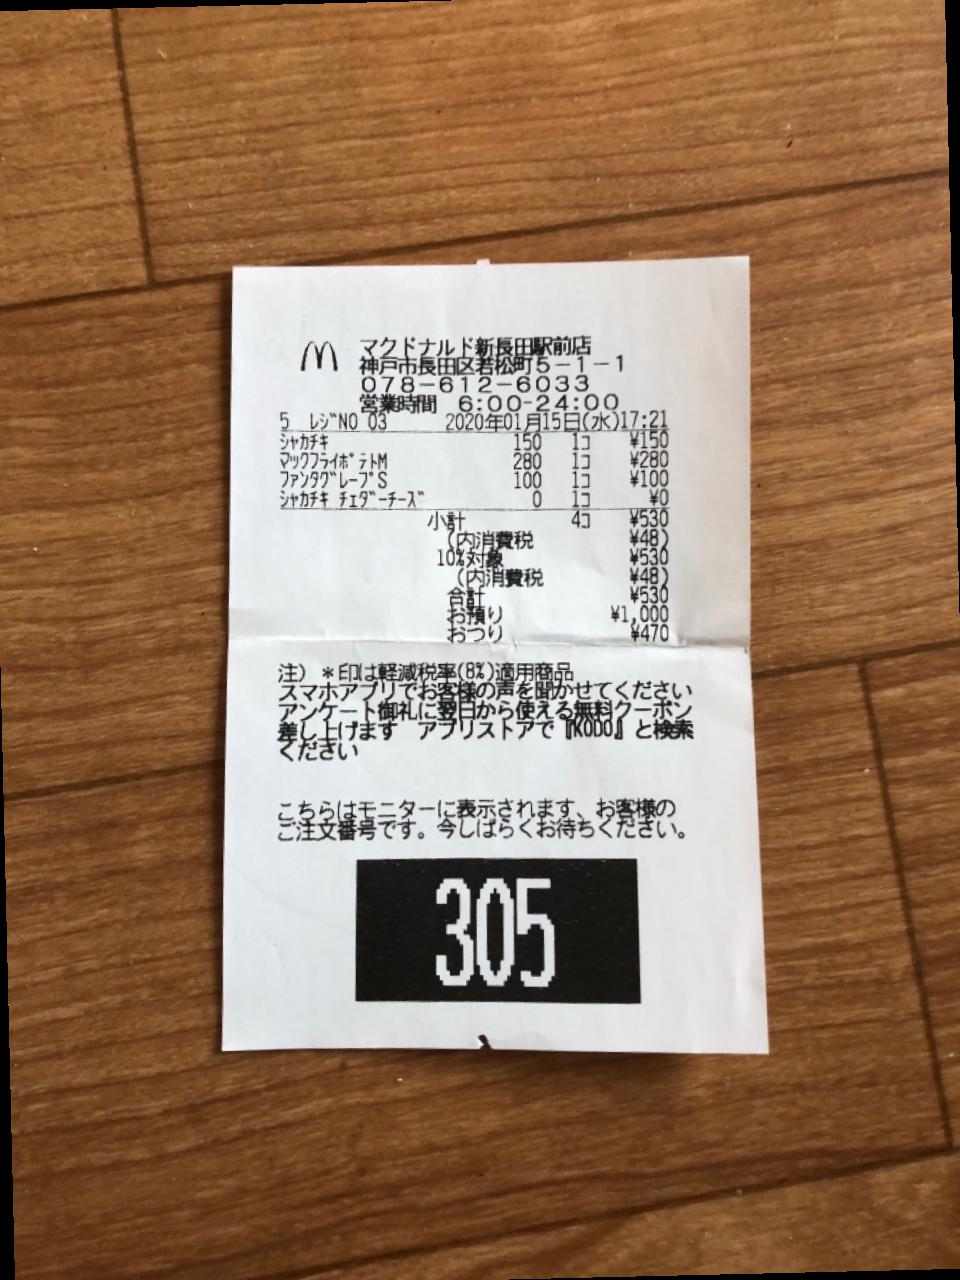 マクドナルド新長田駅前店
神戸市長田区若松町5-1-1
078-612-6033
営業時間 6:00-24:00
5 レジNO 03 2020年01月15日(水)17:21
シャカチキ 150 1コ ¥150
マックフライポテトM 280 1コ ¥280
ファンタグレープS 100 1コ ¥100
シャカチキ チェダーチーズ 0 1コ ¥0
小計 4コ ¥530
(内消費税 ¥48)
10%対象 ¥530
(内消費税 ¥48)
合計 ¥530
お預り ¥1,000
おつり ¥470
注) *印は軽減税率(8%)適用商品
スマホアプリでお客様の声を聞かせてください
アンケート御礼に翌日から使える無料クーポン
差し上げます アプリストアで『KODO』と検索
ください
こちらはモニターに表示されます、お客様の
ご注文番号です。今しばらくお待ちください。
305